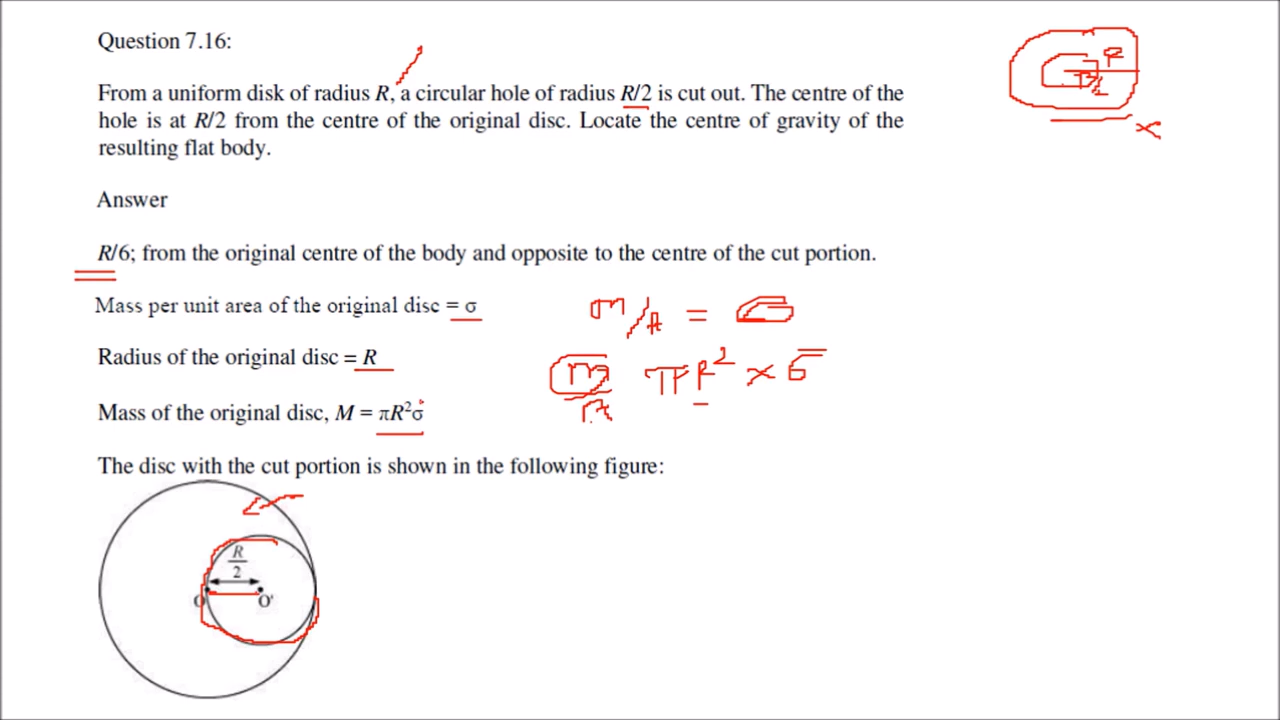 Question 7.16:
From a uniform disk of radius R, a circular hole of radius R/2 is cut out. The centre of the
hole is at R/2 from the centre of the original disc. Locate the centre of gravity of the
resulting flat body.
R
R/2
Answer
R/6; from the original centre of the body and opposite to the centre of the cut portion.
Mass per unit area of the original disc = σ
m/A = σ
Radius of the original disc = R
m πR² × σ
Mass of the original disc, M = πR²σ
The disc with the cut portion is shown in the following figure:
R
2
O O'